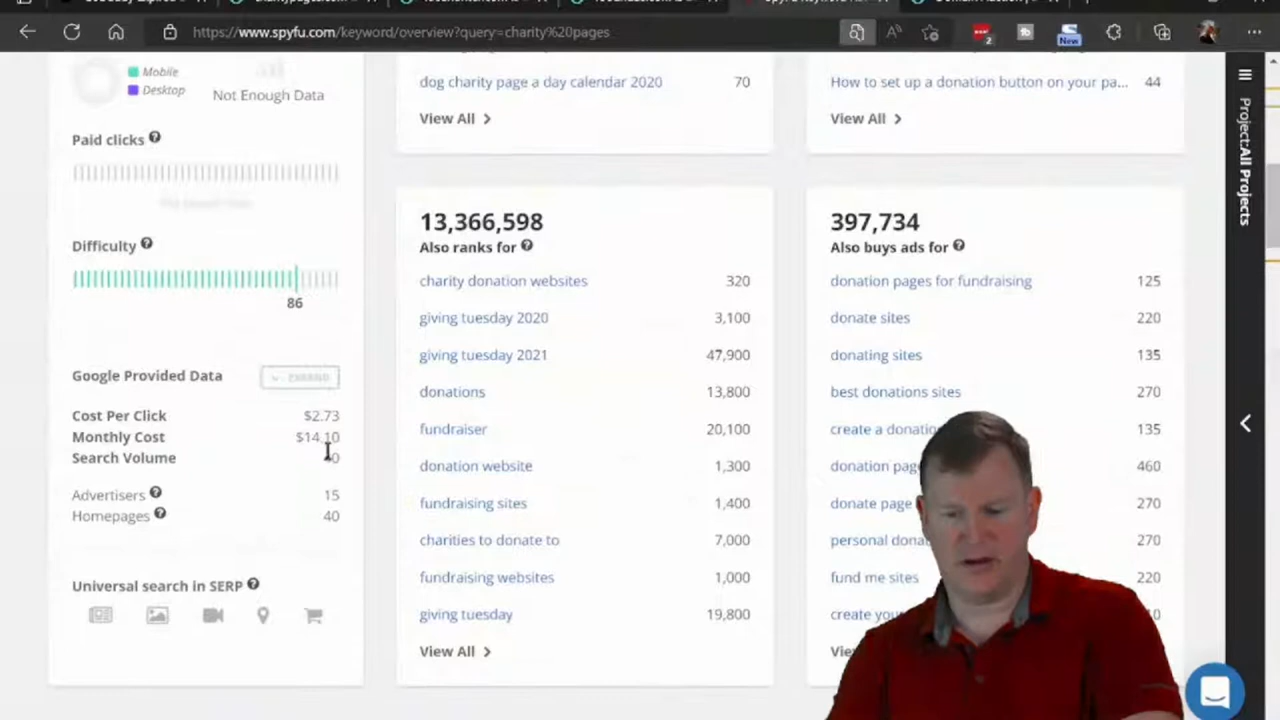 https://www.spyfu.com/keyword/overview?query=charity%20pages
2
New
Mobile
Desktop
Not Enough Data
Paid clicks
Difficulty
86
Google Provided Data
EXPAND
Cost Per Click $2.73
Monthly Cost $14.10
Search Volume
Advertisers 15
Homepages 40
Universal search in SERP
dog charity page a day calendar 2020 70
View All
13,366,598
Also ranks for
charity donation websites 320
giving tuesday 2020 3,100
giving tuesday 2021 47,900
donations 13,800
fundraiser 20,100
donation website 1,300
fundraising sites 1,400
charities to donate to 7,000
fundraising websites 1,000
giving tuesday 19,800
View All
How to set up a donation button on your pa... 44
View All
397,734
Also buys ads for
donation pages for fundraising 125
donate sites 220
donating sites 135
best donations sites 270
create a 135
donation 460
donate page 270
personal 270
fund me sites 220
create
Project: All Projects